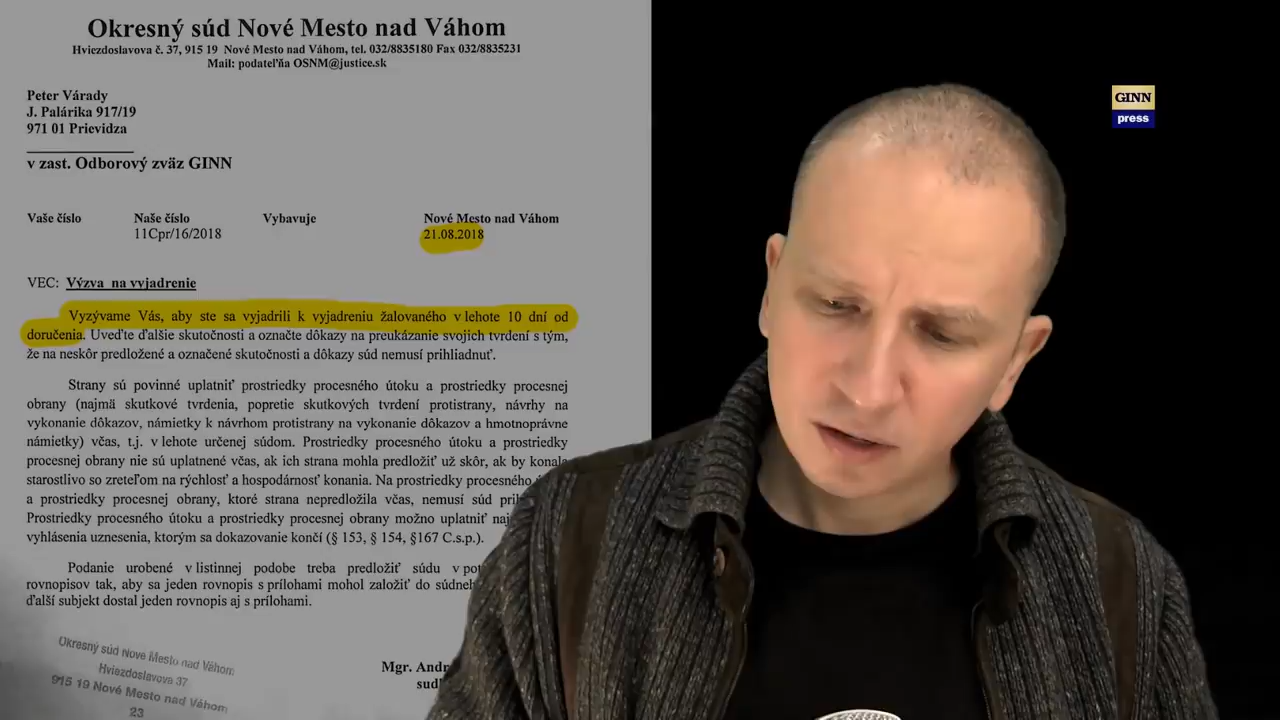 Okresný súd Nové Mesto nad Váhom
Hviezdoslavova č. 37, 915 19 Nové Mesto nad Váhom, tel. 032/8835180 Fax 032/8835231
Mail: podateľňa OSNM@justice.sk
Peter Várady
J. Palárika 917/19
971 01 Prievidza
v zast. Odborový zväz GINN
Vaše číslo Naše číslo Vybavuje Nové Mesto nad Váhom
11Cpr/16/2018 21.08.2018
VEC: Výzva na vyjadrenie
Vyzývame Vás, aby ste sa vyjadrili k vyjadreniu žalovaného v lehote 10 dní od
doručenia. Uveďte ďalšie skutočnosti a označte dôkazy na preukázanie svojich tvrdení s tým,
že na neskôr predložené a označené skutočnosti a dôkazy súd nemusí prihliadnuť.
Strany sú povinné uplatniť prostriedky procesného útoku a prostriedky procesnej
obrany (najmä skutkové tvrdenia, popretie skutkových tvrdení protistrany, návrhy na
vykonanie dôkazov, námietky k návrhom protistrany na vykonanie dôkazov a hmotnoprávne
námietky) včas, t.j. v lehote určenej súdom. Prostriedky procesného útoku a prostriedky
procesnej obrany nie sú uplatnené včas, ak ich strana mohla predložiť už skôr, ak by konala
starostlivo so zreteľom na rýchlosť a hospodárnosť konania. Na prostriedky procesného
a prostriedky procesnej obrany, ktoré strana nepredložila včas, nemusí súd
Prostriedky procesného útoku a prostriedky procesnej obrany možno uplatniť
vyhlásenia uznesenia, ktorým sa dokazovanie končí (§ 153, § 154, §167 C.s.p.).
Podanie urobené v listinnej podobe treba predložiť súdu v
rovnopisov tak, aby sa jeden rovnopis s prílohami mohol založiť do
ďalší subjekt dostal jeden rovnopis aj s prílohami.
Mgr.
Okresný súd Nové Mesto nad Váhom
Hviezdoslavova 37
915 19 Nové Mesto nad Váhom
23
GINN
press